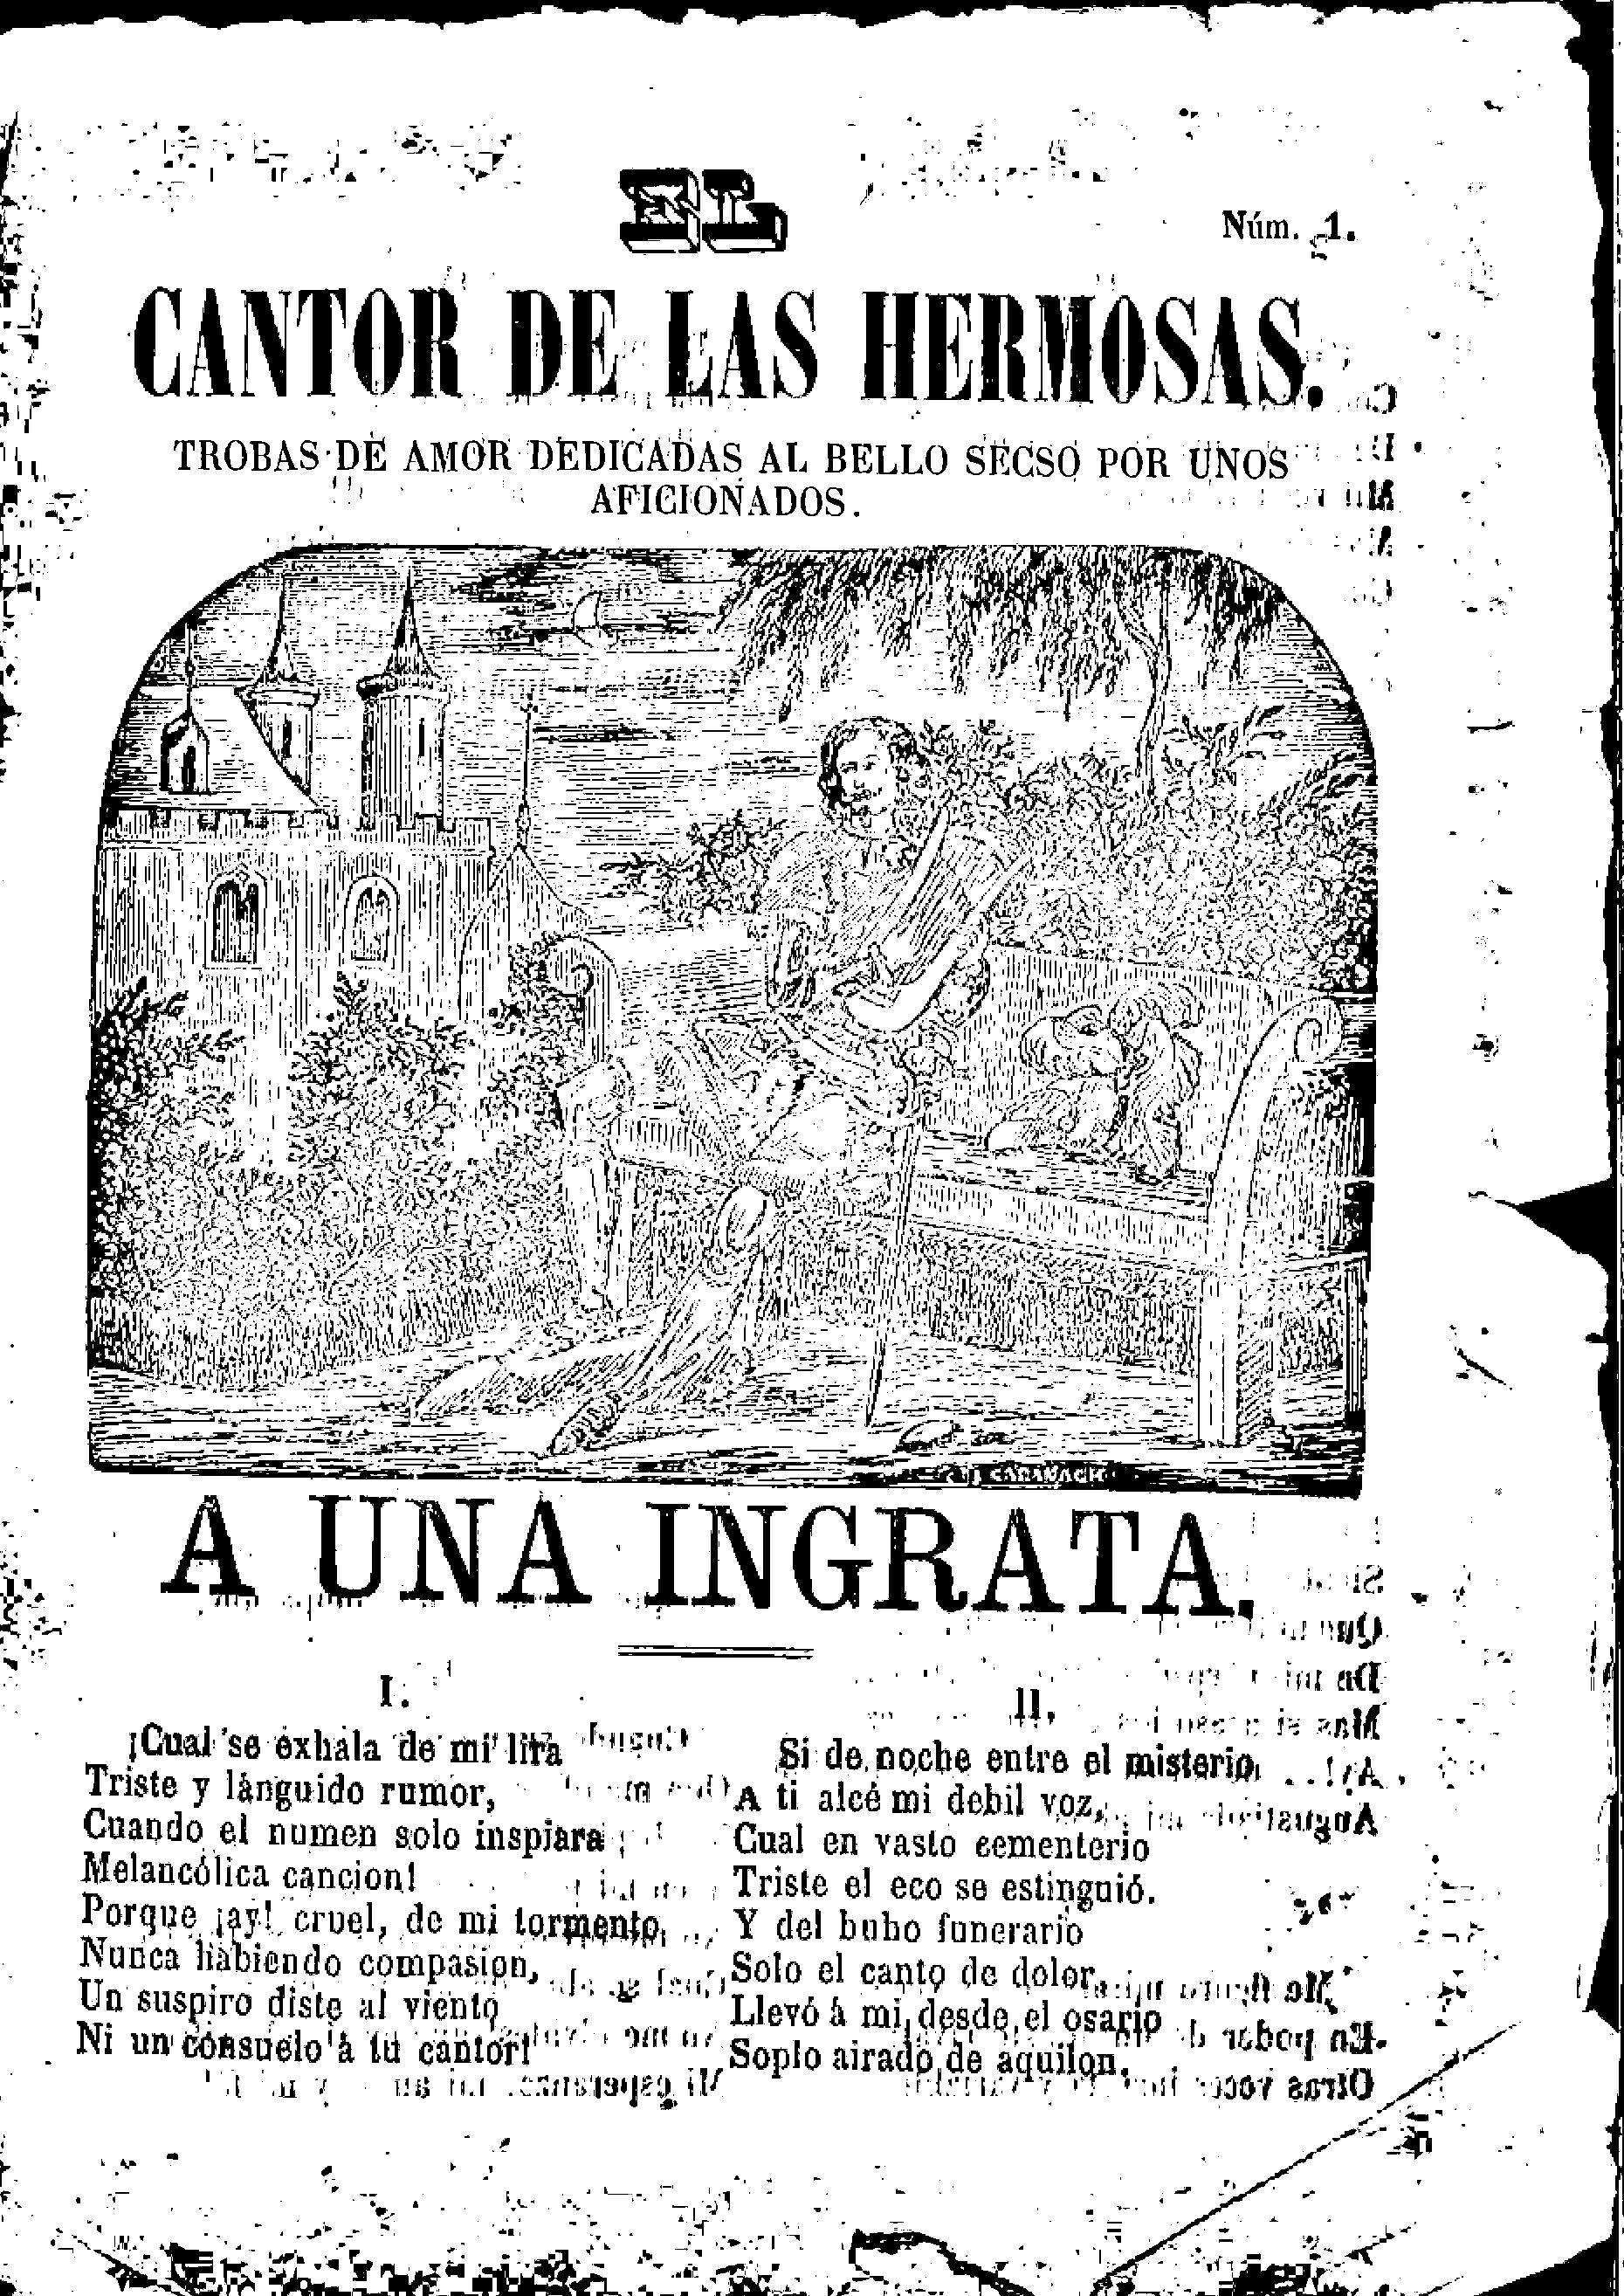 EL
Núm. 1.
CANTOR DE LAS HERMOSAS.
TROBAS DE AMOR DEDICADAS AL BELLO SECSO POR UNOS
AFICIONADOS.
A UNA INGRATA.
I.
¡Cual se exhala de mi lira
Triste y lánguido rumor,
Cuando el numen solo inspiara
Melancólica cancion!
Porque ¡ay! cruel, de mi tormento
Nunca habiendo compasion,
Un suspiro diste al viento
Ni un consuelo á tu cantor!
II.
Si de noche entre el misterio
A ti alcé mi debil voz,
Cual en vasto cementerio
Triste el eco se estinguió.
Y del buho funerario
Solo el canto de dolor,
Llevó á mi desde el osario
Soplo airado de aquilon.